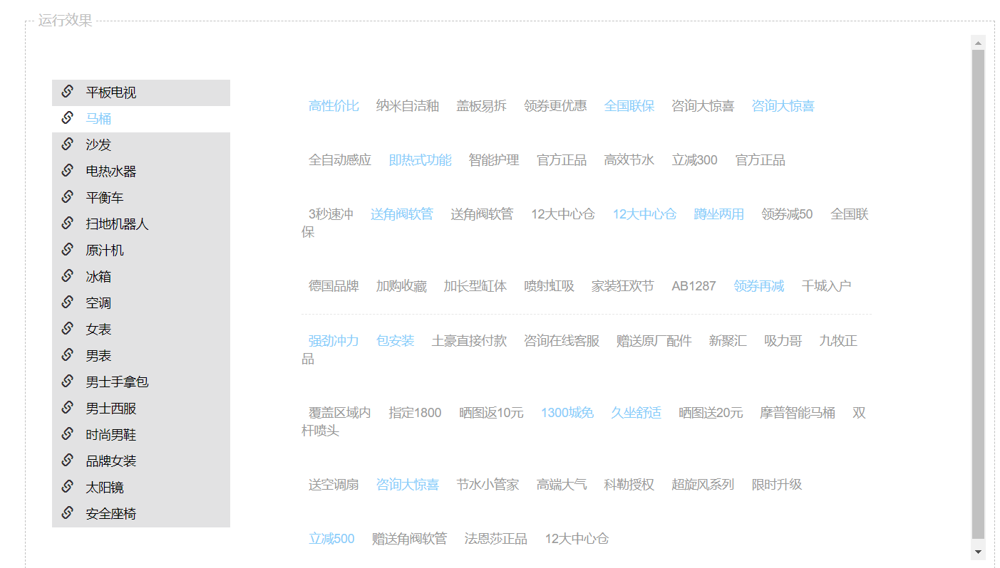 运行效果
平板电视
马桶
沙发
电热水器
平衡车
扫地机器人
原汁机
冰箱
空调
女表
男表
男士手拿包
男士西服
时尚男鞋
品牌女装
太阳镜
安全座椅
高性价比 纳米自洁釉 盖板易拆 领券更优惠 全国联保 咨询大惊喜 咨询大惊喜
全自动感应 即热式功能 智能护理 官方正品 高效节水 立减300 官方正品
3秒速冲 送角阀软管 送角阀软管 12大中心仓 12大中心仓 蹲坐两用 领券减50 全国联
保
德国品牌 加购收藏 加长型缸体 喷射虹吸 家装狂欢节 AB1287 领券再减 千城入户
强劲冲力 包安装 土豪直接付款 咨询在线客服 赠送原厂配件 新聚汇 吸力哥 九牧正
品
覆盖区域内 指定1800 晒图返10元 1300城免 久坐舒适 晒图送20元 摩普智能马桶 双
杆喷头
送空调扇 咨询大惊喜 节水小管家 高端大气 科勒授权 超旋风系列 限时升级
立减500 赠送角阀软管 法恩莎正品 12大中心仓